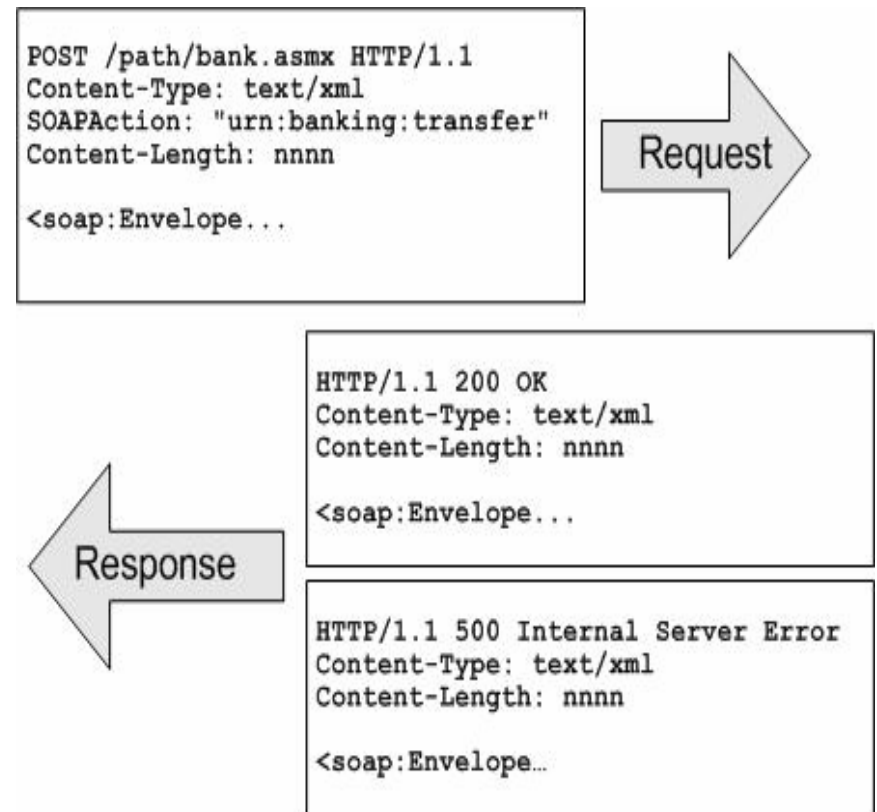 POST /path/bank.asmx HTTP/1.1
Content-Type: text/xml
SOAPAction: "urn:banking:transfer"
Content-Length: nnnn
<soap:Envelope...
Request
HTTP/1.1 200 OK
Content-Type: text/xml
Content-Length: nnnn
<soap:Envelope...
Response
HTTP/1.1 500 Internal Server Error
Content-Type: text/xml
Content-Length: nnnn
<soap:Envelope…